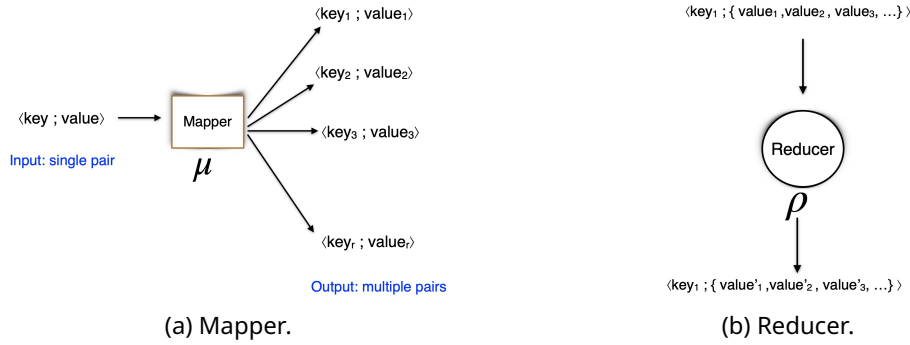 ⟨key₁ ; value₁⟩
⟨key₂ ; value₂⟩
⟨key ; value⟩
Mapper
⟨key₃ ; value₃⟩
Input: single pair
μ
⟨keyᵣ ; valueᵣ⟩
Output: multiple pairs
(a) Mapper.
⟨key₁ ; { value₁ ,value₂ , value₃, ...} ⟩
Reducer
ρ
⟨key₁ ; { value'₁ ,value'₂ , value'₃, ...} ⟩
(b) Reducer.